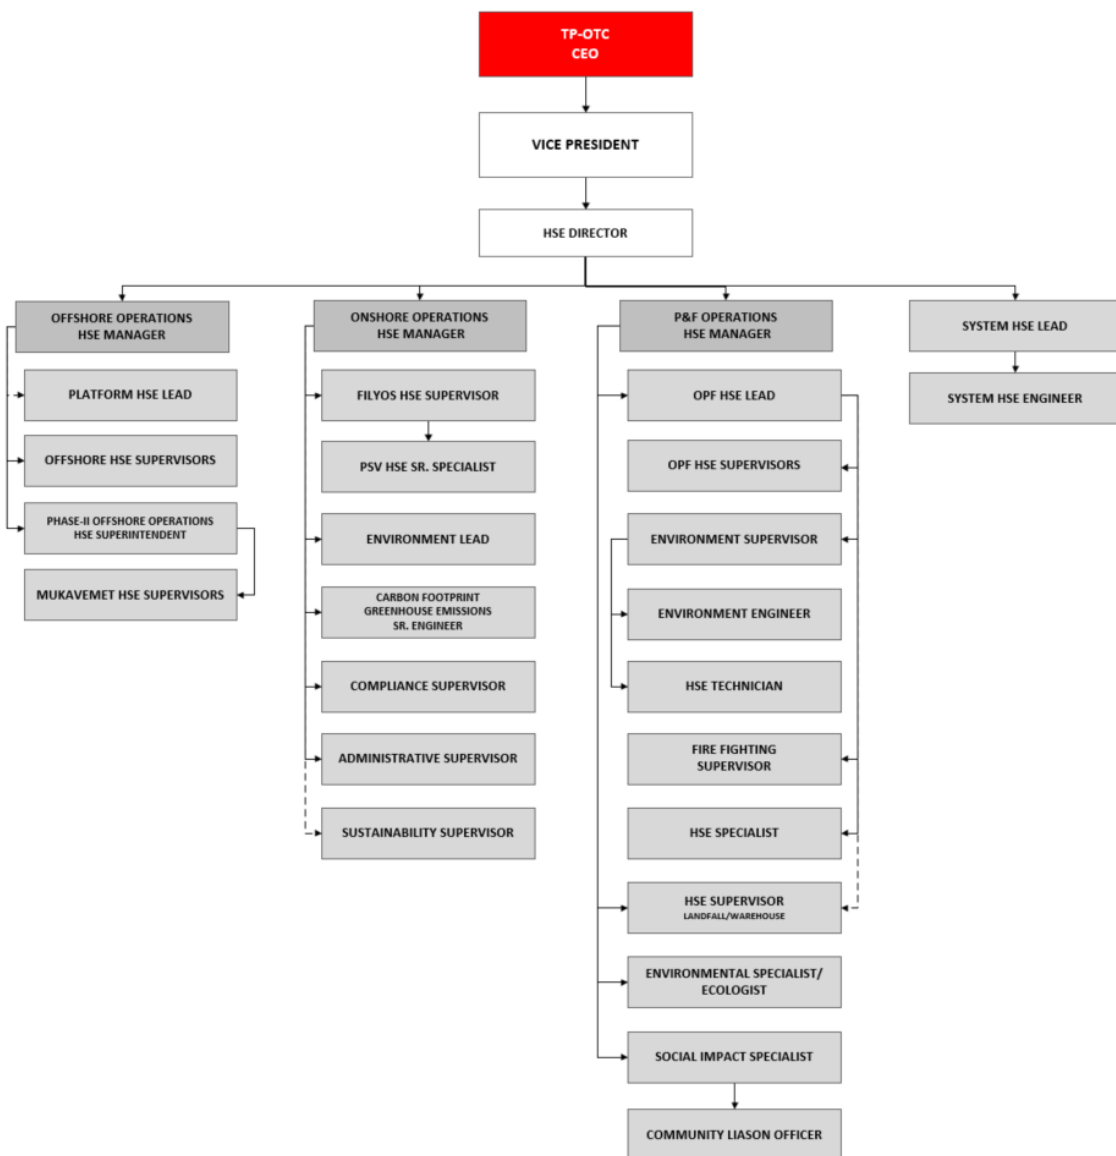 TP-OTC
CEO
VICE PRESIDENT
HSE DIRECTOR
OFFSHORE OPERATIONS
HSE MANAGER
PLATFORM HSE LEAD
OFFSHORE HSE SUPERVISORS
PHASE-II OFFSHORE OPERATIONS
HSE SUPERINTENDENT
MUKAVEMET HSE SUPERVISORS
ONSHORE OPERATIONS
HSE MANAGER
FILYOS HSE SUPERVISOR
PSV HSE SR. SPECIALIST
ENVIRONMENT LEAD
CARBON FOOTPRINT
GREENHOUSE EMISSIONS
SR. ENGINEER
COMPLIANCE SUPERVISOR
ADMINISTRATIVE SUPERVISOR
SUSTAINABILITY SUPERVISOR
P&F OPERATIONS
HSE MANAGER
OPF HSE LEAD
OPF HSE SUPERVISORS
ENVIRONMENT SUPERVISOR
ENVIRONMENT ENGINEER
HSE TECHNICIAN
FIRE FIGHTING
SUPERVISOR
HSE SPECIALIST
HSE SUPERVISOR
LANDFALL/WAREHOUSE
ENVIRONMENTAL SPECIALIST/
ECOLOGIST
SOCIAL IMPACT SPECIALIST
COMMUNITY LIASON OFFICER
SYSTEM HSE LEAD
SYSTEM HSE ENGINEER